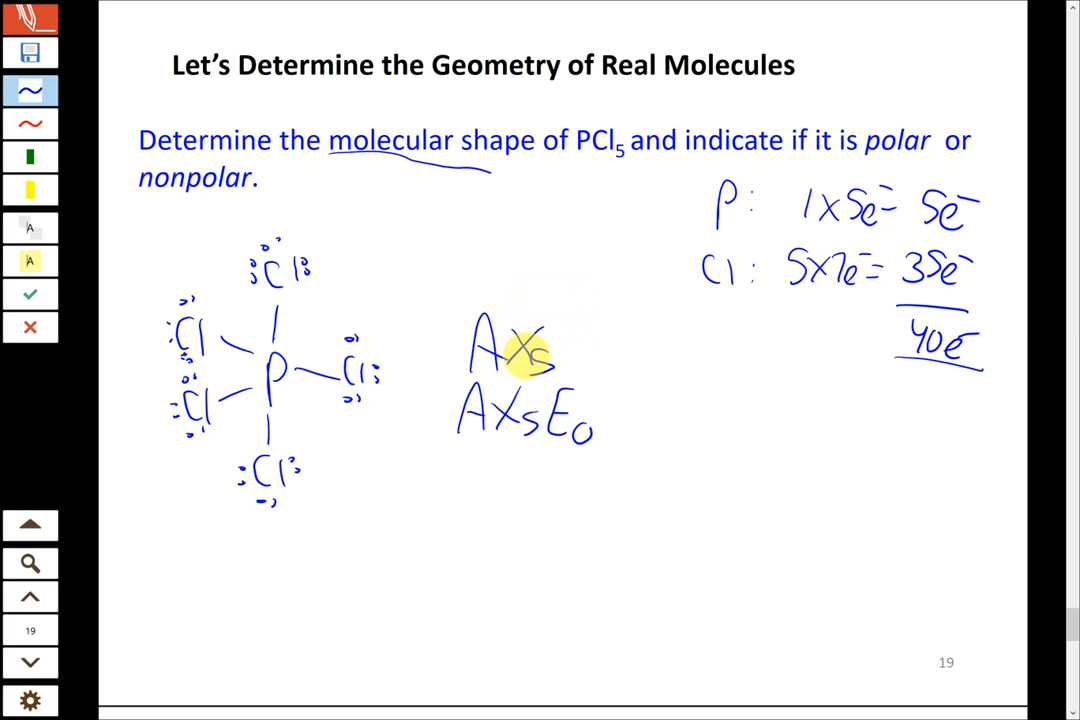 Let's Determine the Geometry of Real Molecules
Determine the molecular shape of PCl₅ and indicate if it is polar or
nonpolar.
P: 1x5e⁻= 5e⁻
Cl: 5x7e⁻= 35e⁻
40e⁻
Cl
Cl
P
Cl
Cl
Cl
AX₅
AX₅E₀
A
A
19
19